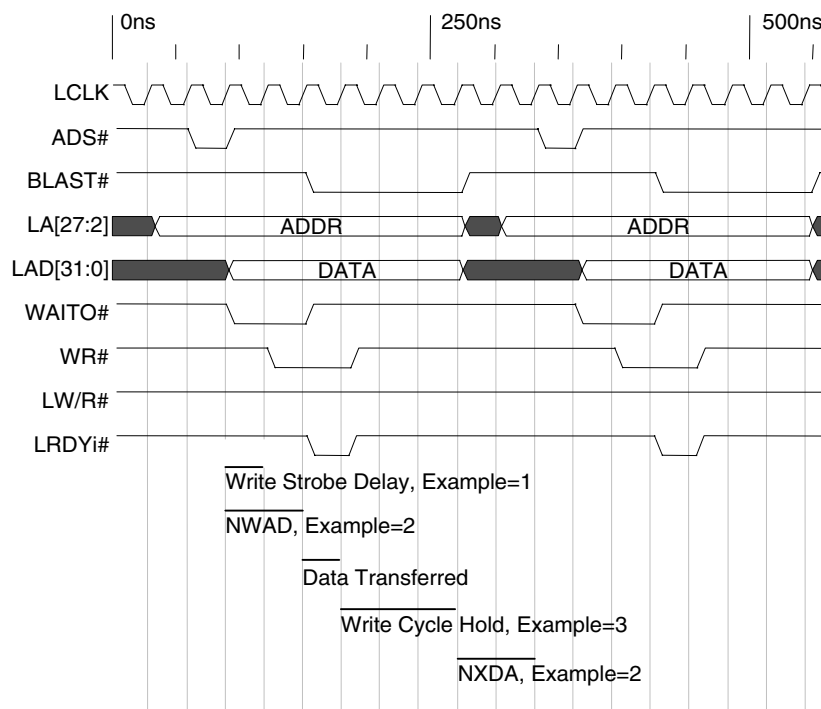 0ns 250ns 500ns
LCLK
ADS#
BLAST#
LA[27:2] ADDR ADDR
LAD[31:0] DATA DATA
WAITO#
WR#
LW/R#
LRDYi#
Write Strobe Delay, Example=1
NWAD, Example=2
Data Transferred
Write Cycle Hold, Example=3
NXDA, Example=2